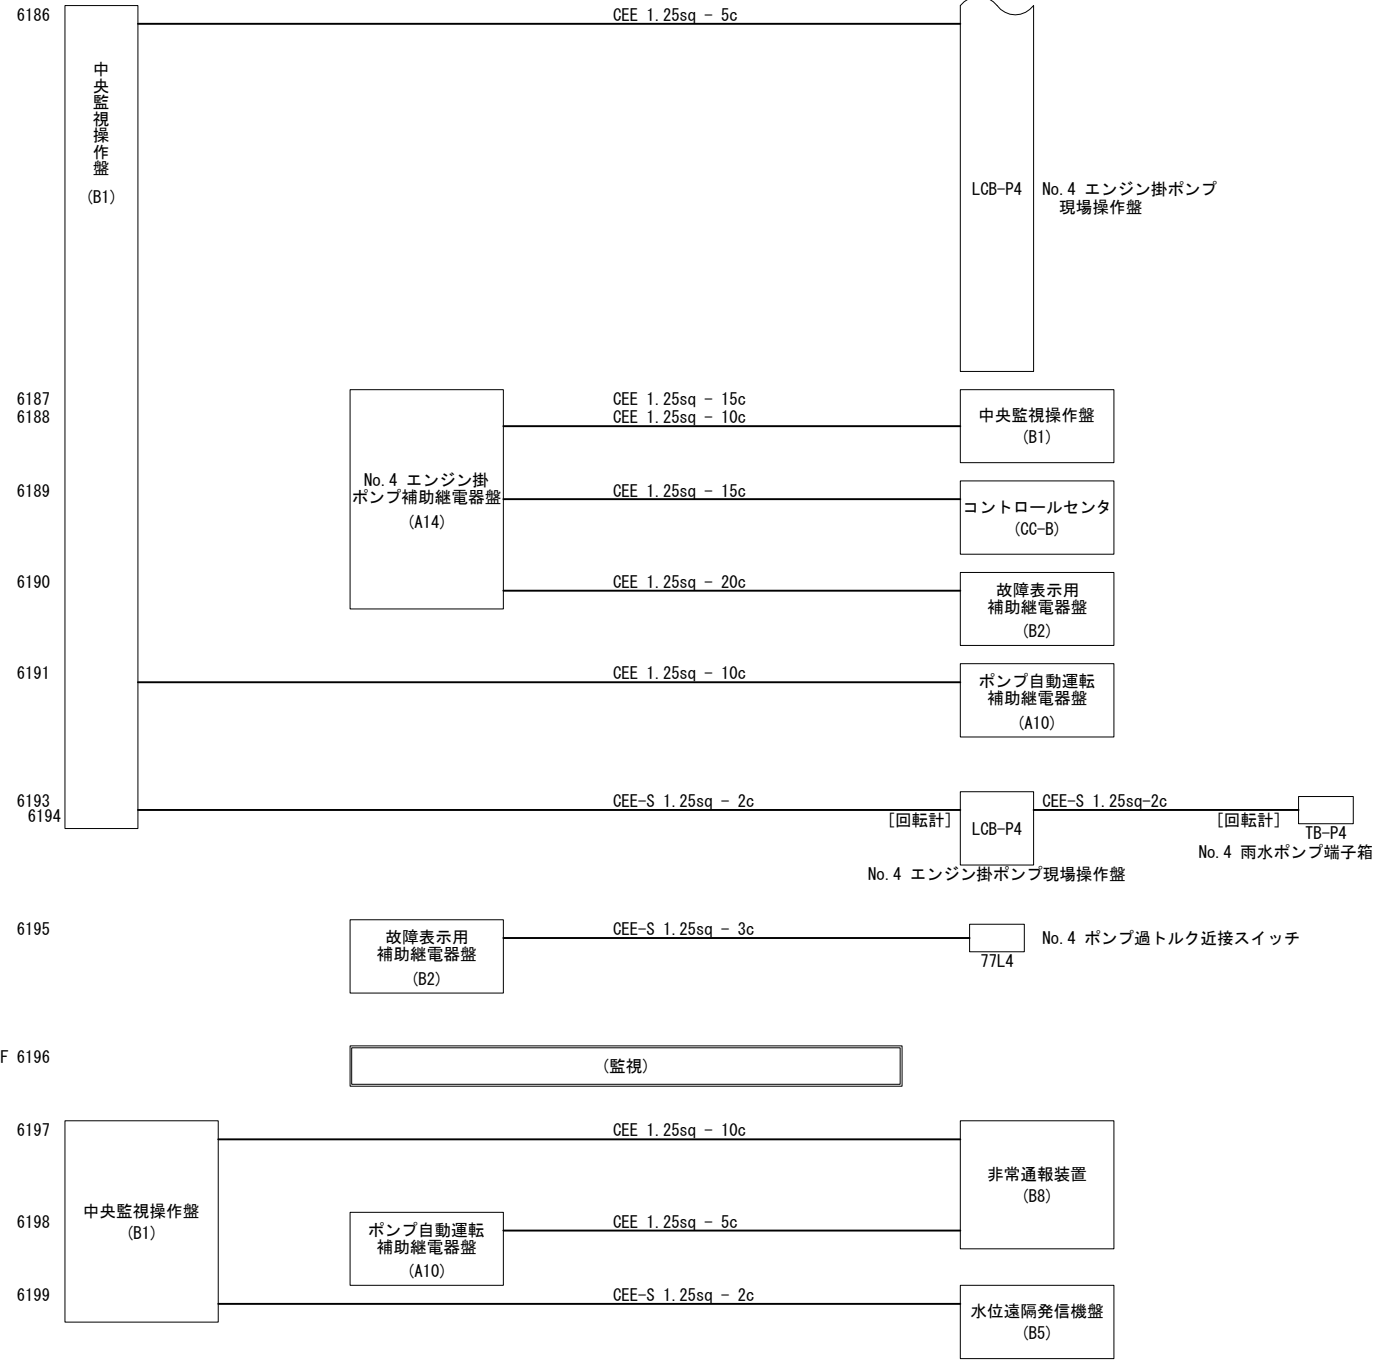 6186
CEE 1.25sq - 5c
中央監視操作盤
(B1)
LCB-P4
No.4 エンジン掛ポンプ
現場操作盤
6187
CEE 1.25sq - 15c
6188
CEE 1.25sq - 10c
中央監視操作盤
(B1)
No.4 エンジン掛
ポンプ補助継電器盤
(A14)
6189
CEE 1.25sq - 15c
コントロールセンタ
(CC-B)
6190
CEE 1.25sq - 20c
故障表示用
補助継電器盤
(B2)
6191
CEE 1.25sq - 10c
ポンプ自動運転
補助継電器盤
(A10)
6193
6194
CEE-S 1.25sq - 2c
[回転計]
LCB-P4
No.4 エンジン掛ポンプ現場操作盤
CEE-S 1.25sq-2c
[回転計]
TB-P4
No.4 雨水ポンプ端子箱
6195
故障表示用
補助継電器盤
(B2)
CEE-S 1.25sq - 3c
77L4
No.4 ポンプ過トルク近接スイッチ
F 6196
(監視)
6197
CEE 1.25sq - 10c
中央監視操作盤
(B1)
非常通報装置
(B8)
6198
ポンプ自動運転
補助継電器盤
(A10)
CEE 1.25sq - 5c
6199
CEE-S 1.25sq - 2c
水位遠隔発信機盤
(B5)